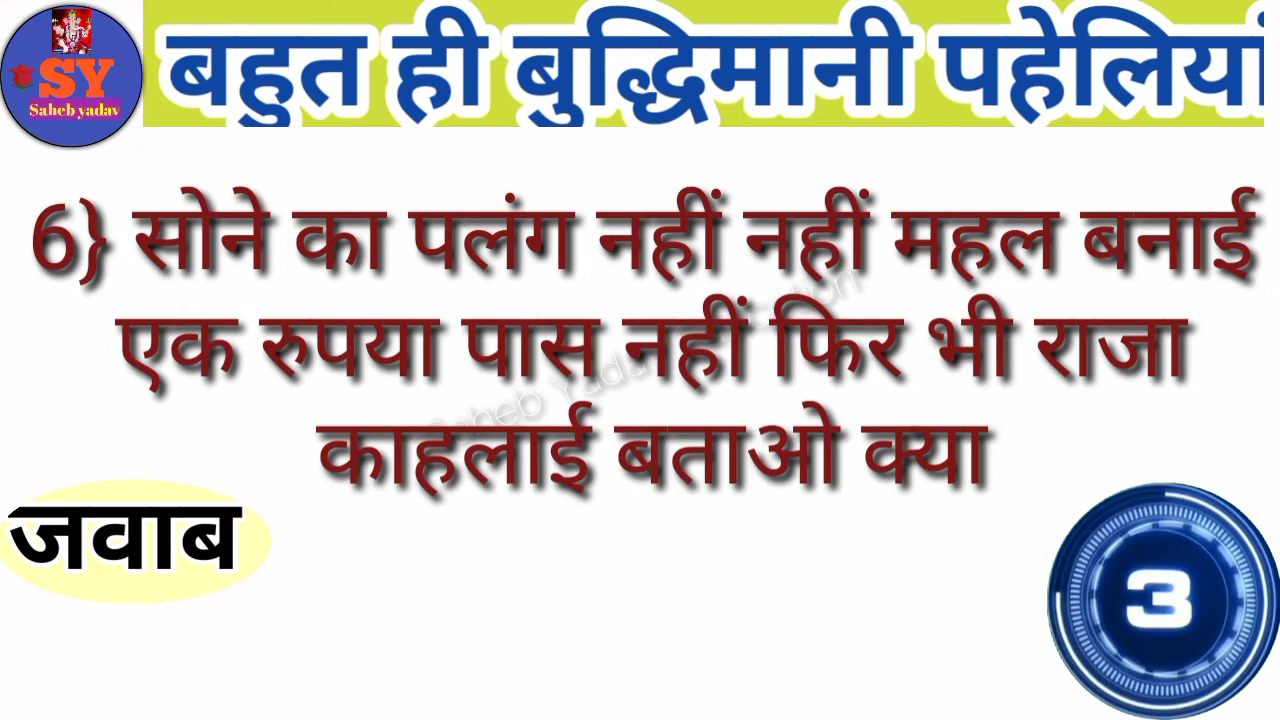 SY
Saheb yadav
बहुत ही बुद्धिमानी पहेलियां
6} सोने का पलंग नहीं नहीं महल बनाई
एक रुपया पास नहीं फिर भी राजा
काहलाई बताओ क्या
जवाब
3